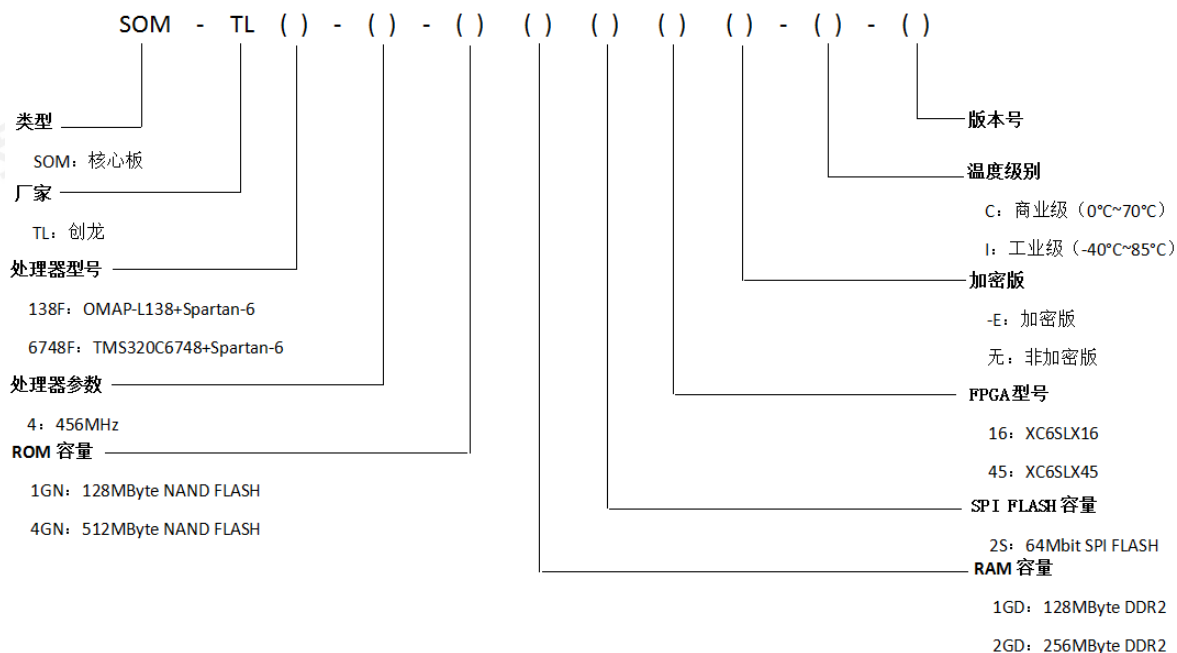 SOM - TL ( ) - ( ) - ( ) ( ) ( ) ( ) ( ) - ( ) - ( )
类型
SOM：核心板
厂家
TL：创龙
处理器型号
138F：OMAP-L138+Spartan-6
6748F：TMS320C6748+Spartan-6
处理器参数
4：456MHz
ROM 容量
1GN：128MByte NAND FLASH
4GN：512MByte NAND FLASH
版本号
温度级别
C：商业级（0°C~70°C）
I：工业级（-40°C~85°C）
加密版
-E：加密版
无：非加密版
FPGA型号
16：XC6SLX16
45：XC6SLX45
SPI FLASH 容量
2S：64Mbit SPI FLASH
RAM 容量
1GD：128MByte DDR2
2GD：256MByte DDR2